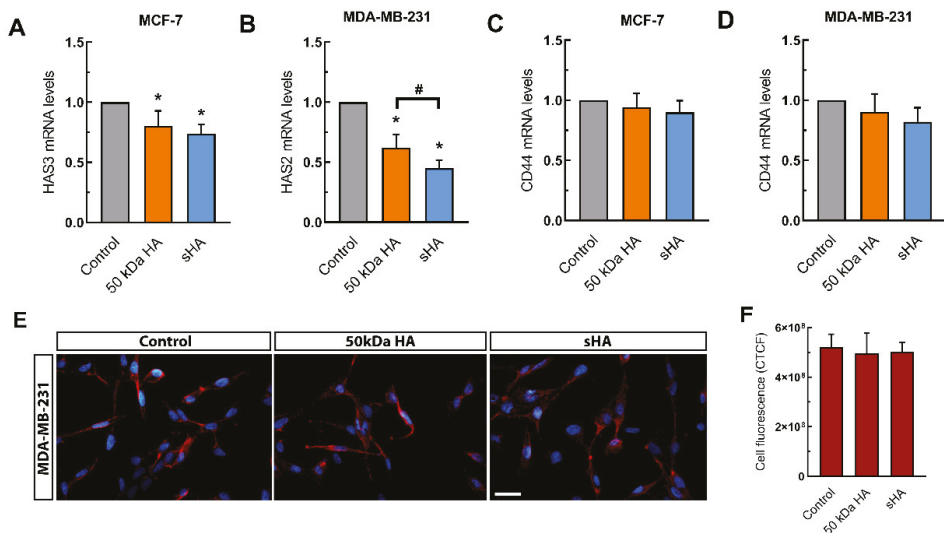 A
MCF-7
HAS3 mRNA levels
1.5
1.0
0.5
0.0
*
*
Control
50 kDa HA
sHA
B
MDA-MB-231
HAS2 mRNA levels
1.5
1.0
0.5
0.0
#
*
*
Control
50 kDa HA
sHA
C
MCF-7
CD44 mRNA levels
1.5
1.0
0.5
0.0
Control
50 kDa HA
sHA
D
MDA-MB-231
CD44 mRNA levels
1.5
1.0
0.5
0.0
Control
50 kDa HA
sHA
E
Control
50kDa HA
sHA
MDA-MB-231
F
Cell fluorescence (CTCF)
6×10⁸
4×10⁸
2×10⁸
0
Control
50 kDa HA
sHA